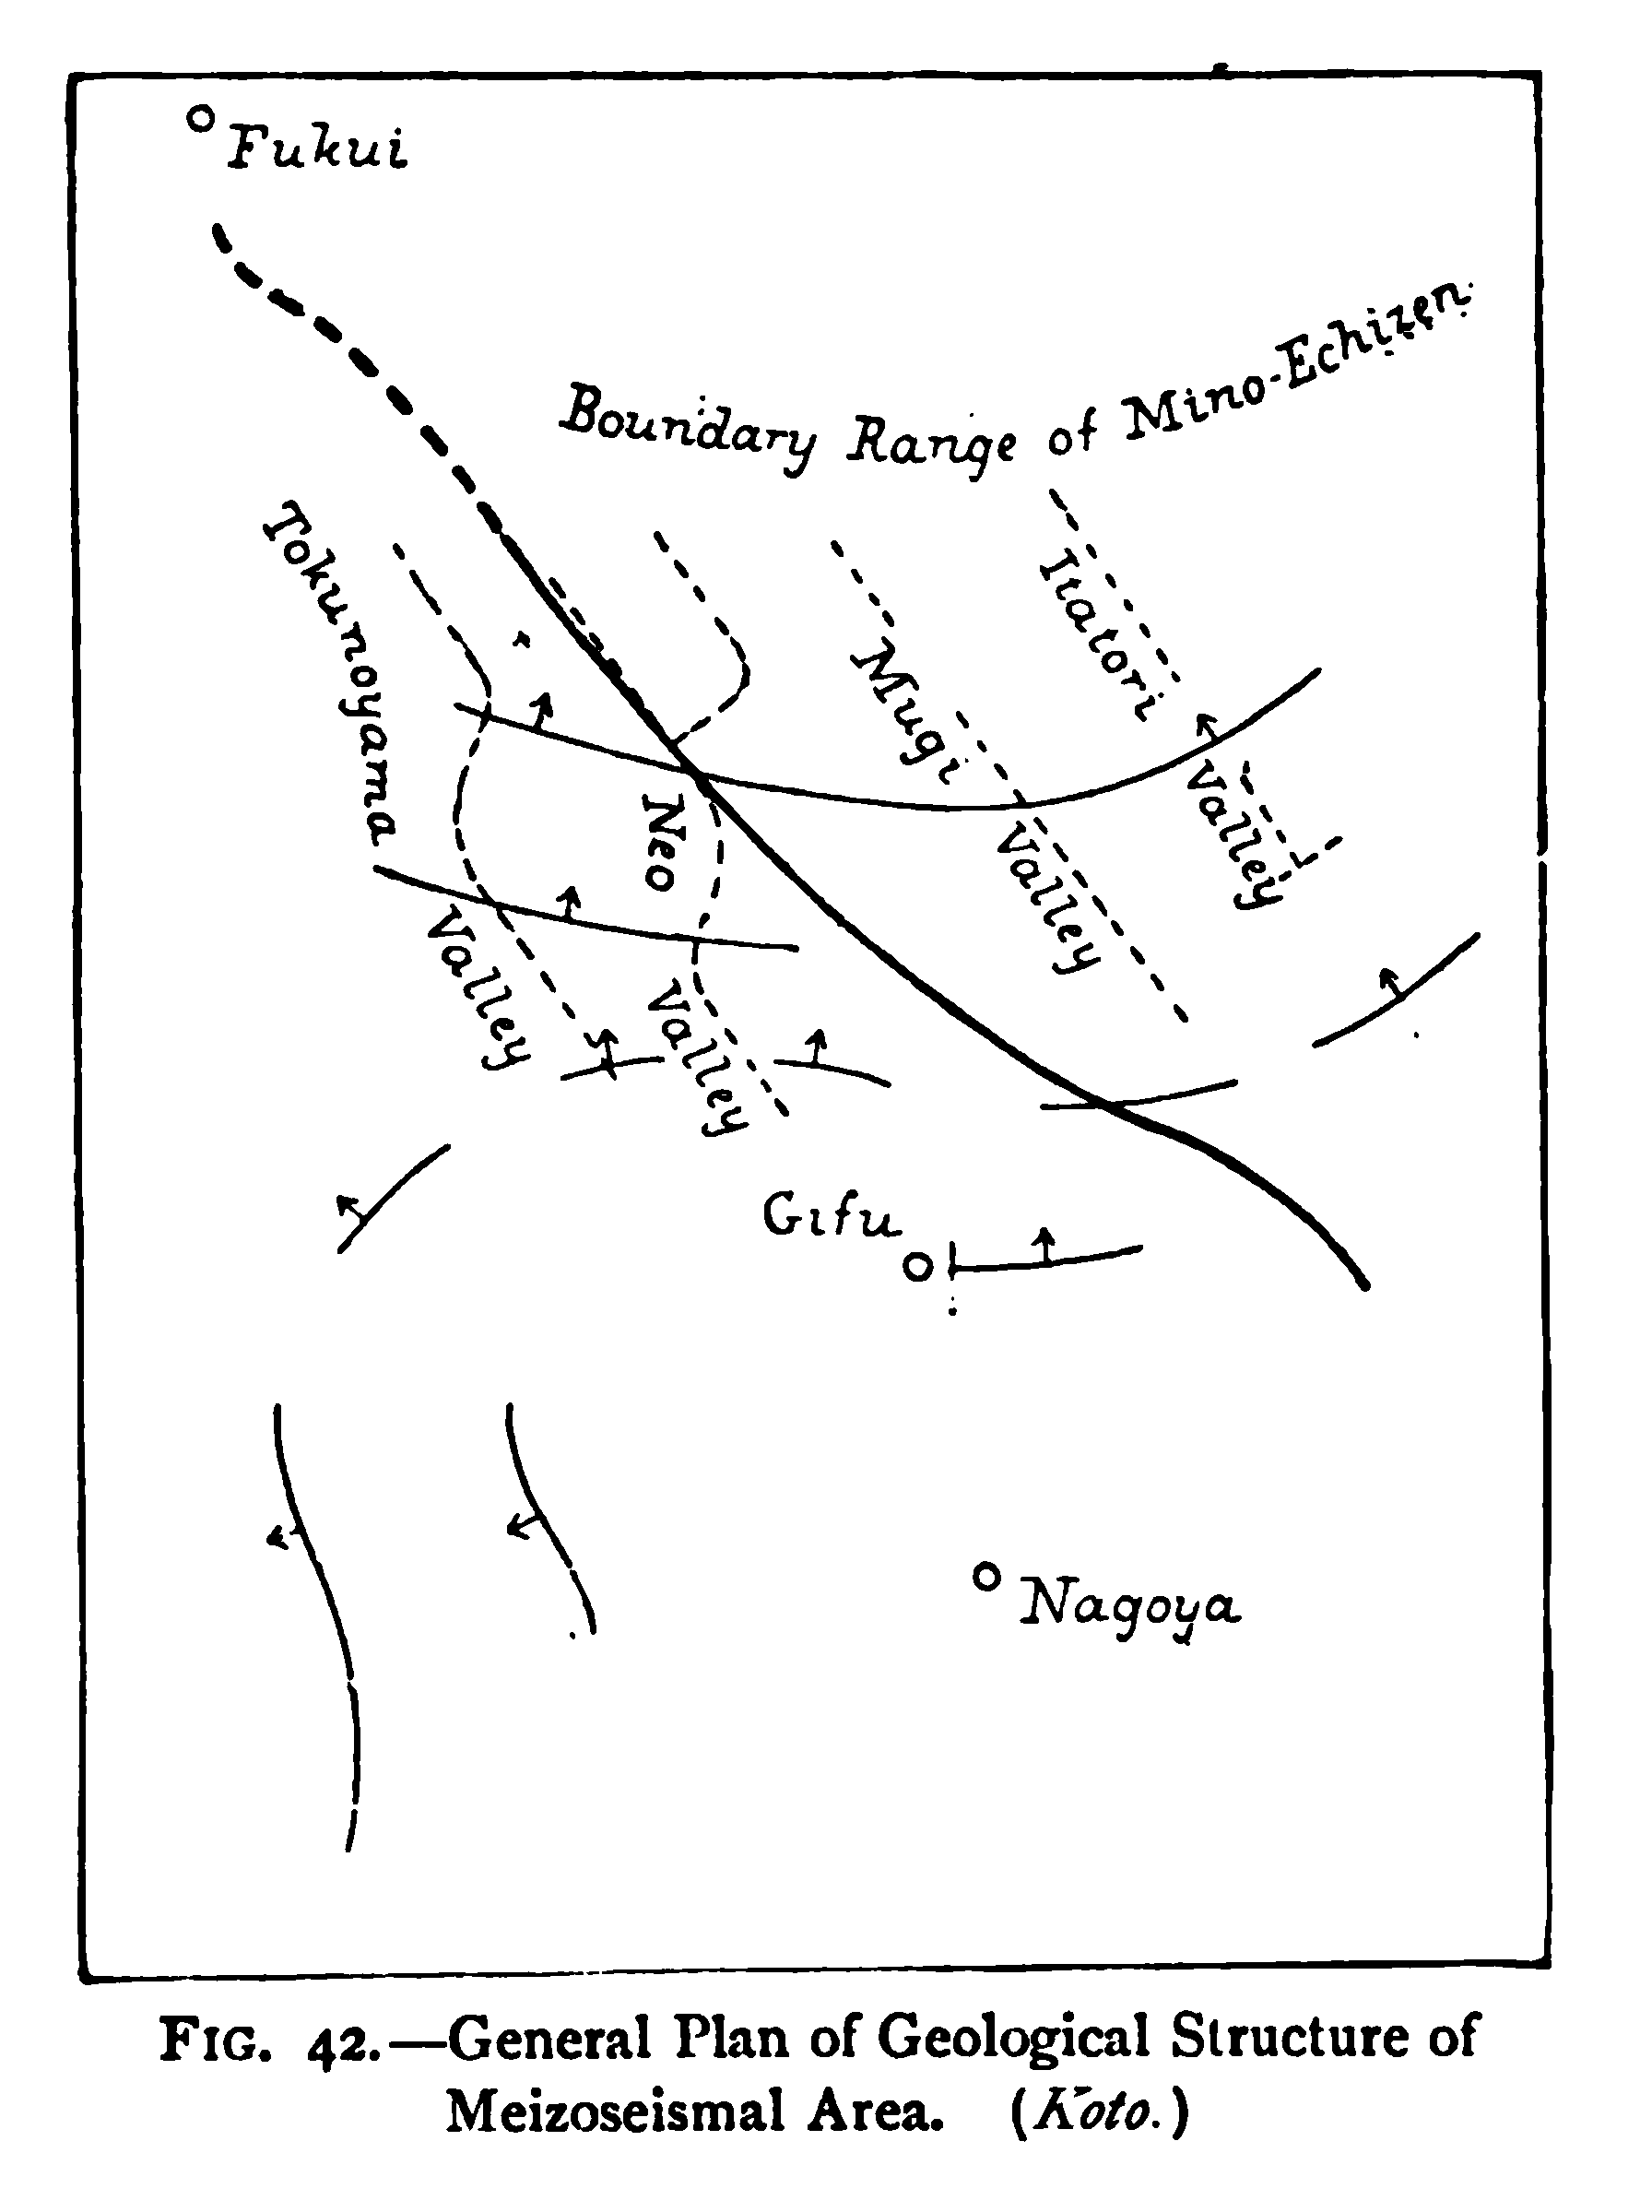 Fukui
Boundary Range of Mino-Echizen
Tokunoyama Valley
Neo Valley
Mugi Valley
Itatori Valley
Gifu
Nagoya
FIG. 42.—General Plan of Geological Structure of
Meizoseismal Area. (Kōto.)